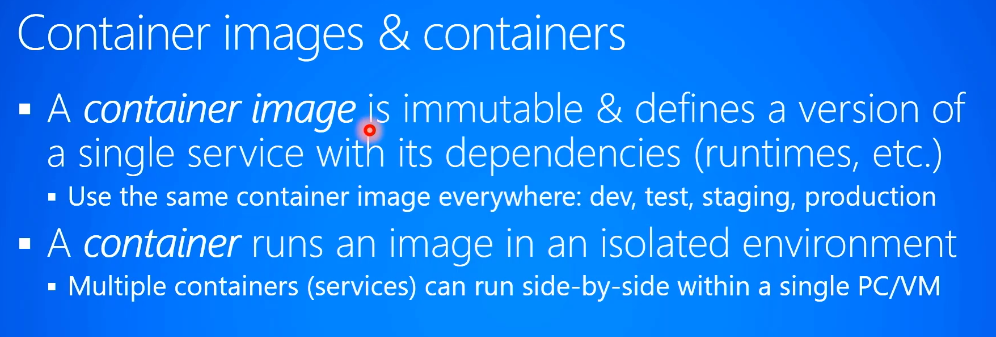 Container images & containers
▪ A container image is immutable & defines a version of
a single service with its dependencies (runtimes, etc.)
▪ Use the same container image everywhere: dev, test, staging, production
▪ A container runs an image in an isolated environment
▪ Multiple containers (services) can run side-by-side within a single PC/VM